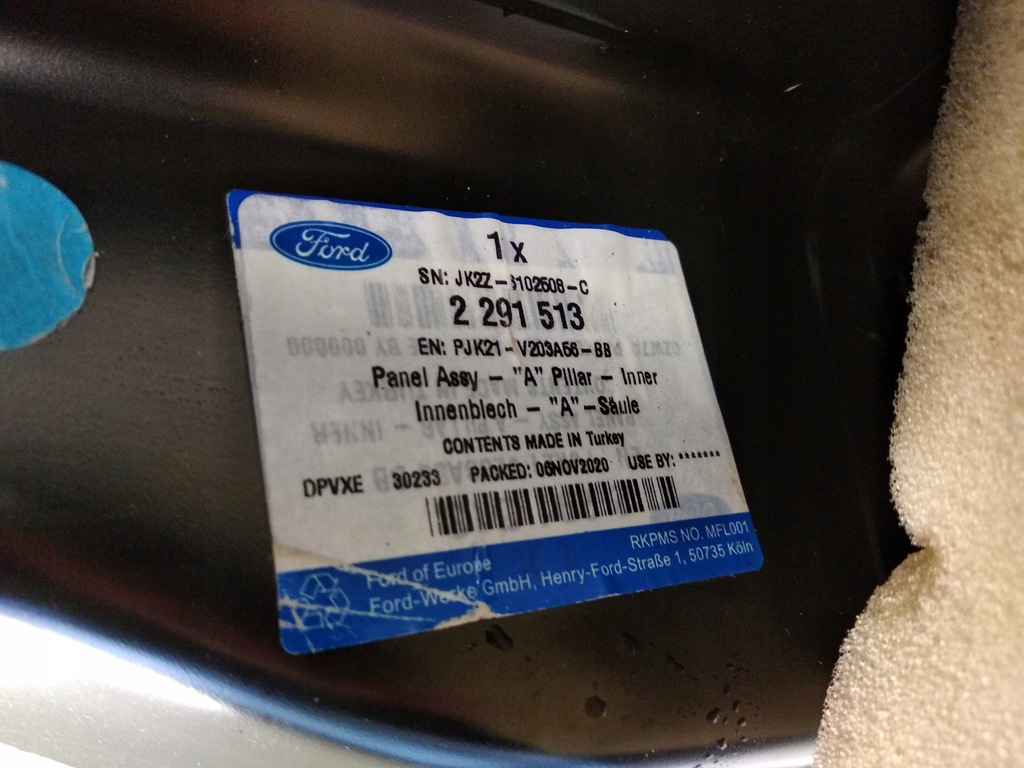 Ford
1 x
SN: JK2Z-6102508-C
2 291 513
EN: PJK21-V203A56-BB
Panel Assy - "A" Pillar - Inner
Innenblech - "A" -Säule
CONTENTS MADE IN Turkey
DPVXE 30233 PACKED: 06NOV2020 USE BY: *******
RKPMS NO. MFL001
Ford of Europe
Ford-Werke GmbH, Henry-Ford-Straße 1, 50735 Köln